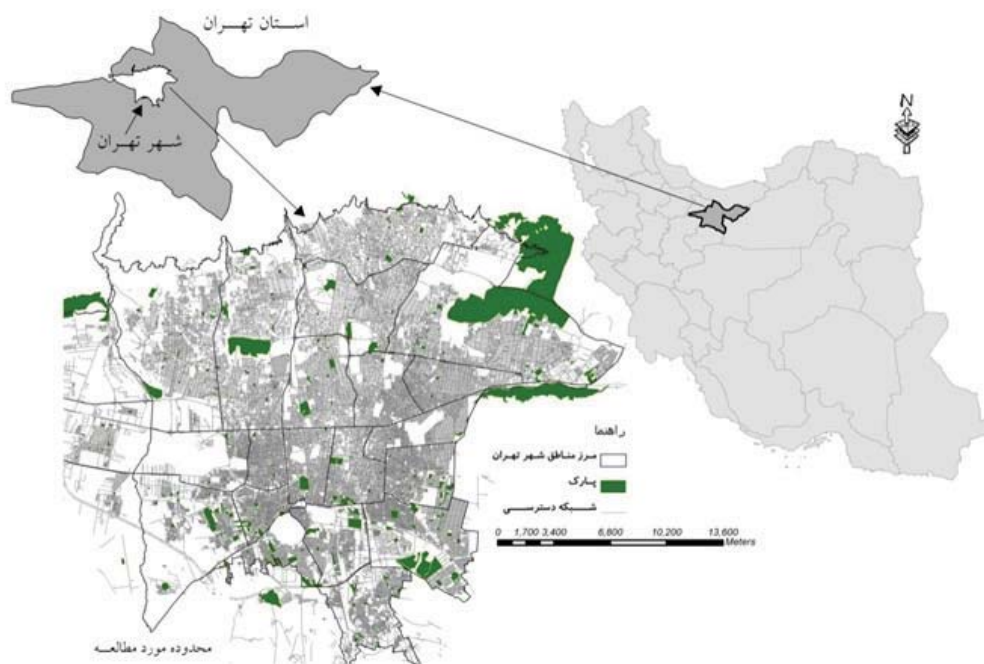 استان تهران
شهر تهران
N
راهنما
مرز مناطق شهر تهران
پارک
شبکه دسترسی
0 1,700 3,400 6,800 10,200 13,600
Meters
محدوده مورد مطالعه